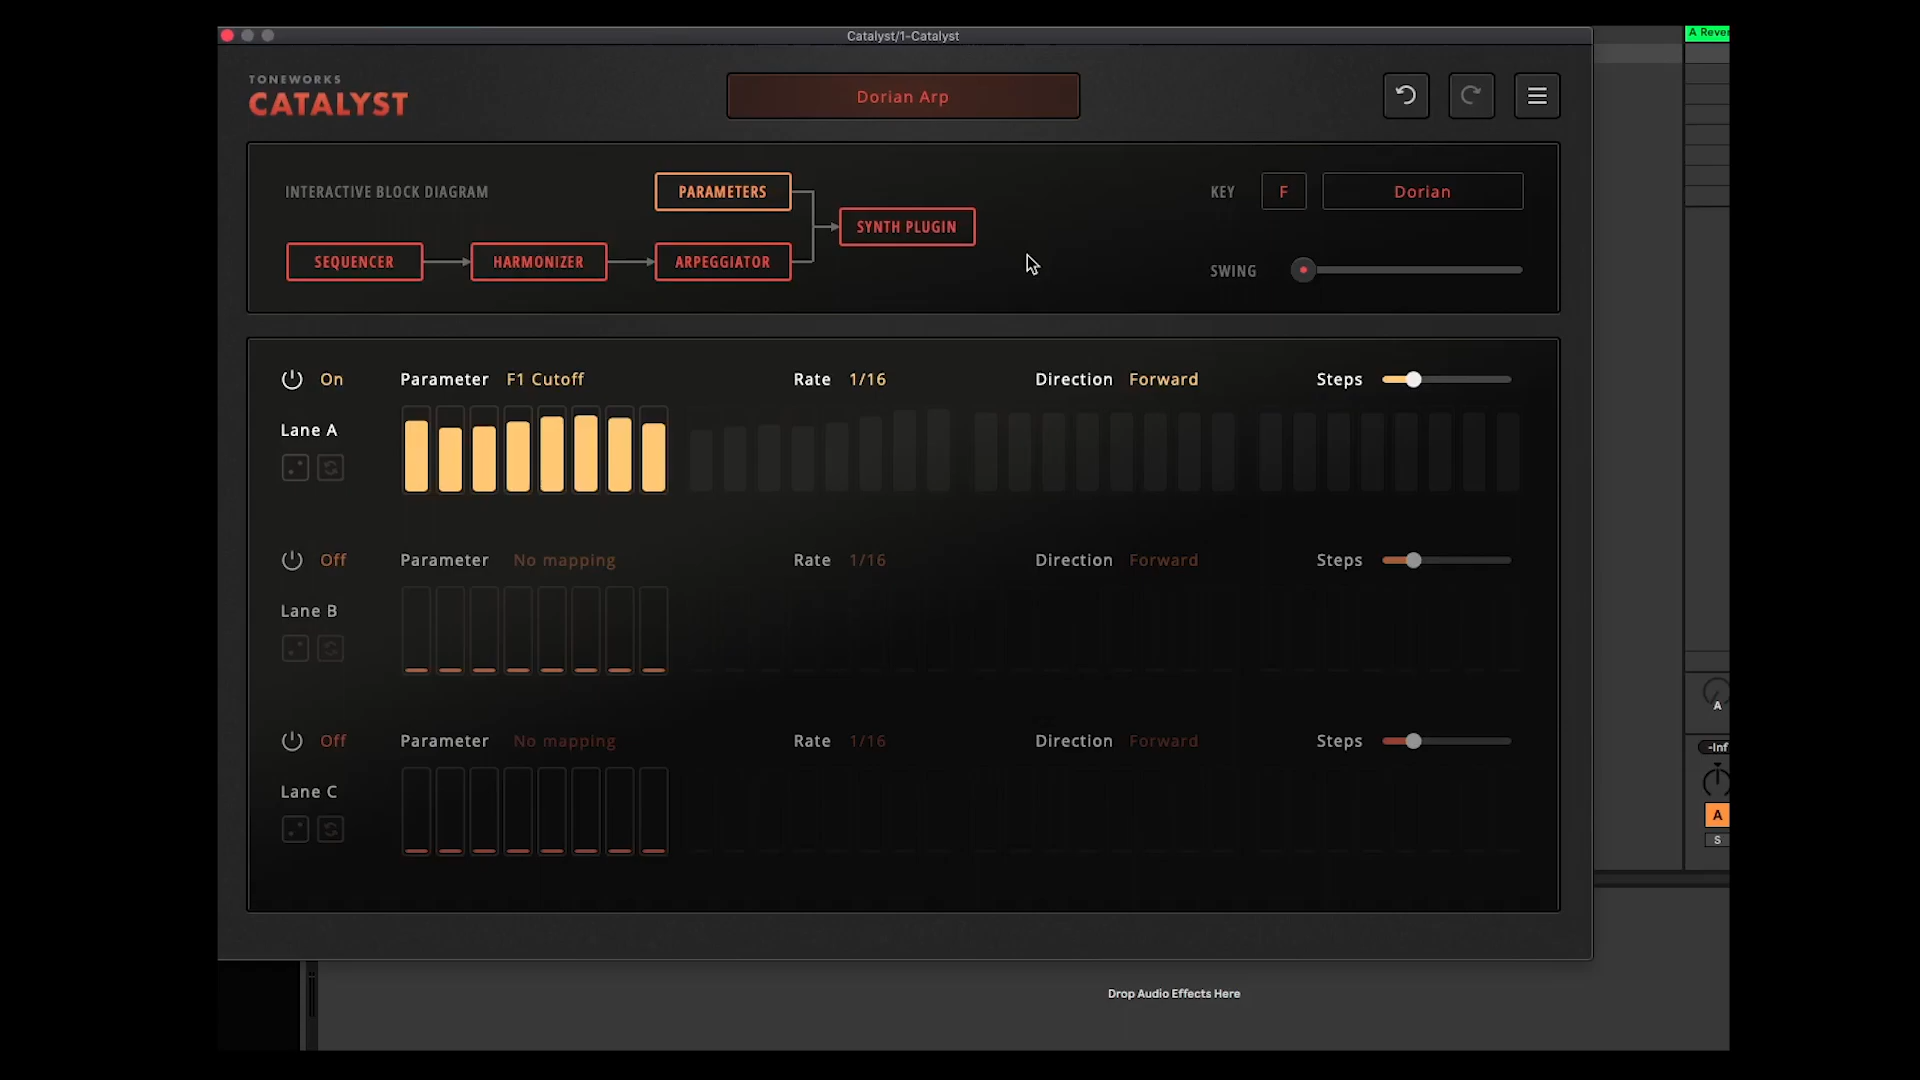 Catalyst/1-Catalyst
A Rever
TONEWORKS
CATALYST
Dorian Arp
INTERACTIVE BLOCK DIAGRAM
PARAMETERS
KEY F Dorian
SYNTH PLUGIN
SEQUENCER HARMONIZER ARPEGGIATOR
SWING
On Parameter F1 Cutoff Rate 1/16 Direction Forward Steps
Lane A
Off Parameter No mapping Rate 1/16 Direction Forward Steps
Lane B
A
Off Parameter No mapping Rate 1/16 Direction Forward Steps
-Inf
Lane C
A
S
Drop Audio Effects Here